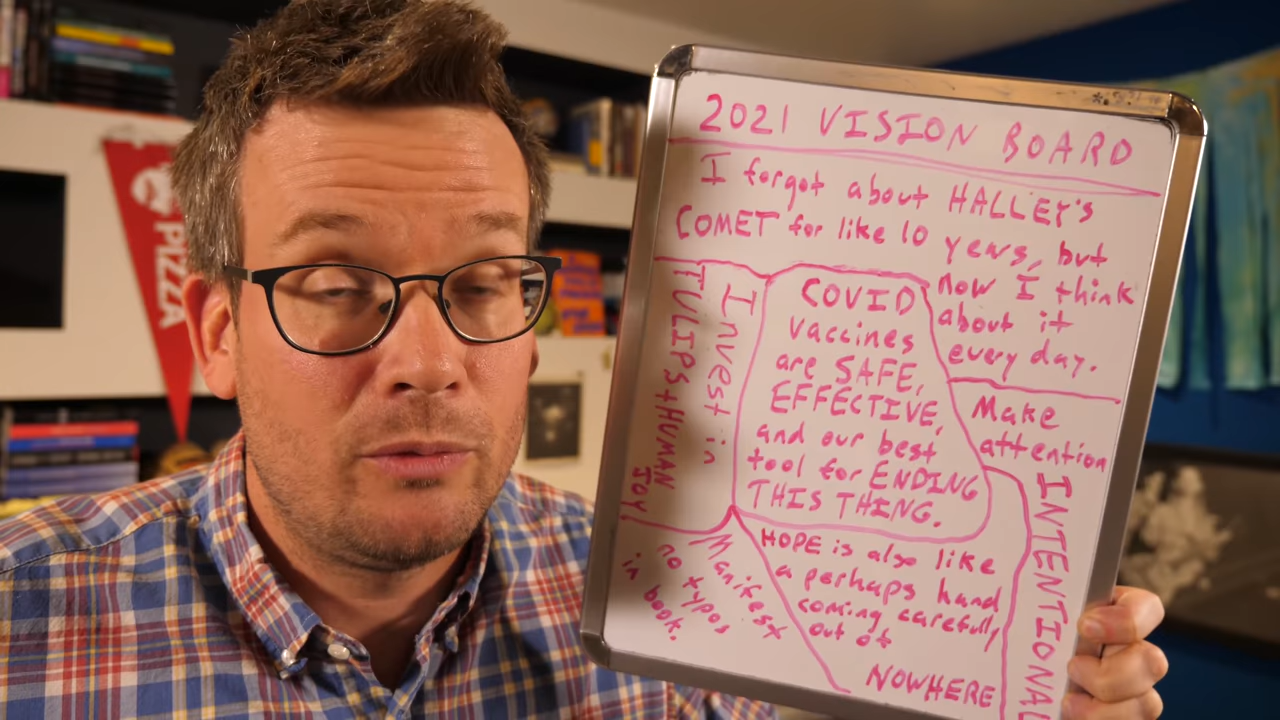 2021 VISION BOARD
I forgot about HALLEY'S
COMET for like 10 years, but
now I think
about it
every day.
Invest in
TULIPS + HUMAN JOY!
COVID
vaccines
are SAFE,
EFFECTIVE,
and our best
tool for ENDING
THIS THING.
Make
attention
INTENTIONAL
Manifest
no typos
in book.
HOPE is also like
a perhaps hand
coming carefully
out of
NOWHERE
PIZZA